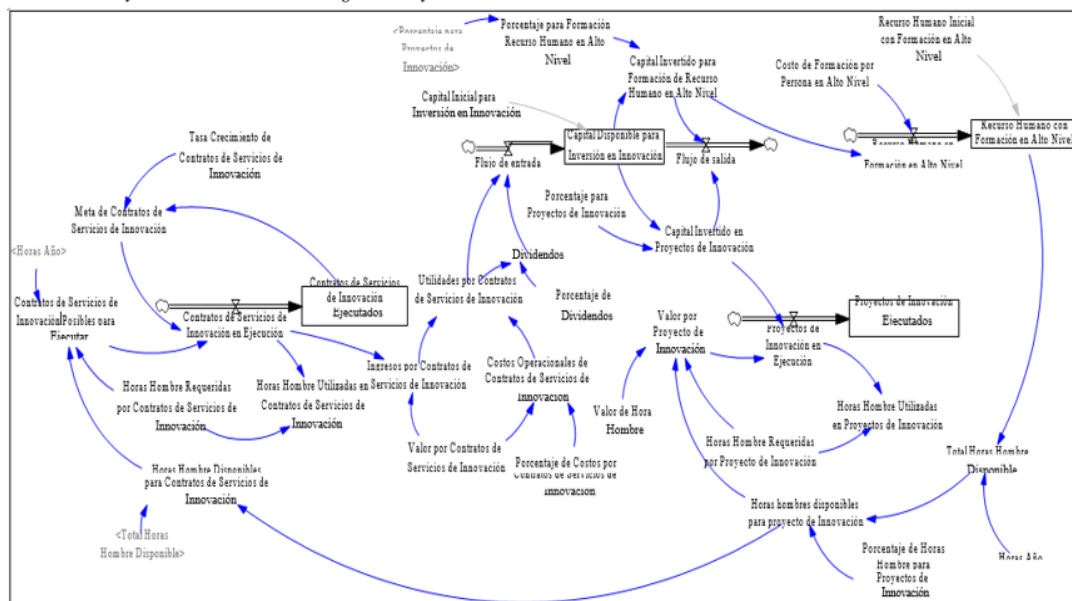 <Porcentaje para
Proyectos de
Innovación>
Porcentaje para Formación
Recurso Humano en Alto
Nivel
Recurso Humano Inicial
con Formación en Alto
Nivel
Capital Invertido para
Formación de Recurso
Humano en Alto Nivel
Costo de Formación por
Persona en Alto Nivel
Capital Inicial para
Inversión en Innovación
Capital Disponible para
Inversión en Innovación
Flujo de entrada
Flujo de salida
Recurso Humano en
Formación en Alto Nivel
Recurso Humano con
Formación en Alto Nivel
Tasa Crecimiento de
Contratos de Servicios de
Innovación
Meta de Contratos de
Servicios de Innovación
Porcentaje para
Proyectos de Innovación
Capital Invertido en
Proyectos de Innovación
<Horas Año>
Dividendos
Contratos de Servicios de
Innovación Posibles para
Ejecutar
Contratos de Servicios de
Innovación en Ejecución
Contratos de Servicios
de Innovación
Ejecutados
Utilidades por Contratos
de Servicios de Innovación
Porcentaje de
Dividendos
Valor por
Proyecto de
Innovación
Proyectos de
Innovación en
Ejecución
Proyectos de Innovación
Ejecutados
Horas Hombre Requeridas
por Contratos de Servicios de
Innovación
Horas Hombre Utilizadas en
Contratos de Servicios de
Innovación
Ingresos por Contratos de
Servicios de Innovación
Costos Operacionales de
Contratos de Servicios de
Innovación
Valor de Hora
Hombre
Horas Hombre Utilizadas
en Proyectos de Innovación
Valor por Contratos de
Servicios de Innovación
Porcentaje de Costos por
Contratos de Servicios de
Innovación
Horas Hombre Requeridas
por Proyecto de Innovación
Total Horas Hombre
Disponible
Horas Hombre Disponibles
para Contratos de Servicios de
Innovación
<Total Horas
Hombre Disponible>
Horas hombres disponibles
para proyecto de Innovación
Porcentaje de Horas
Hombre para
Proyectos de
Innovación
Horas Año